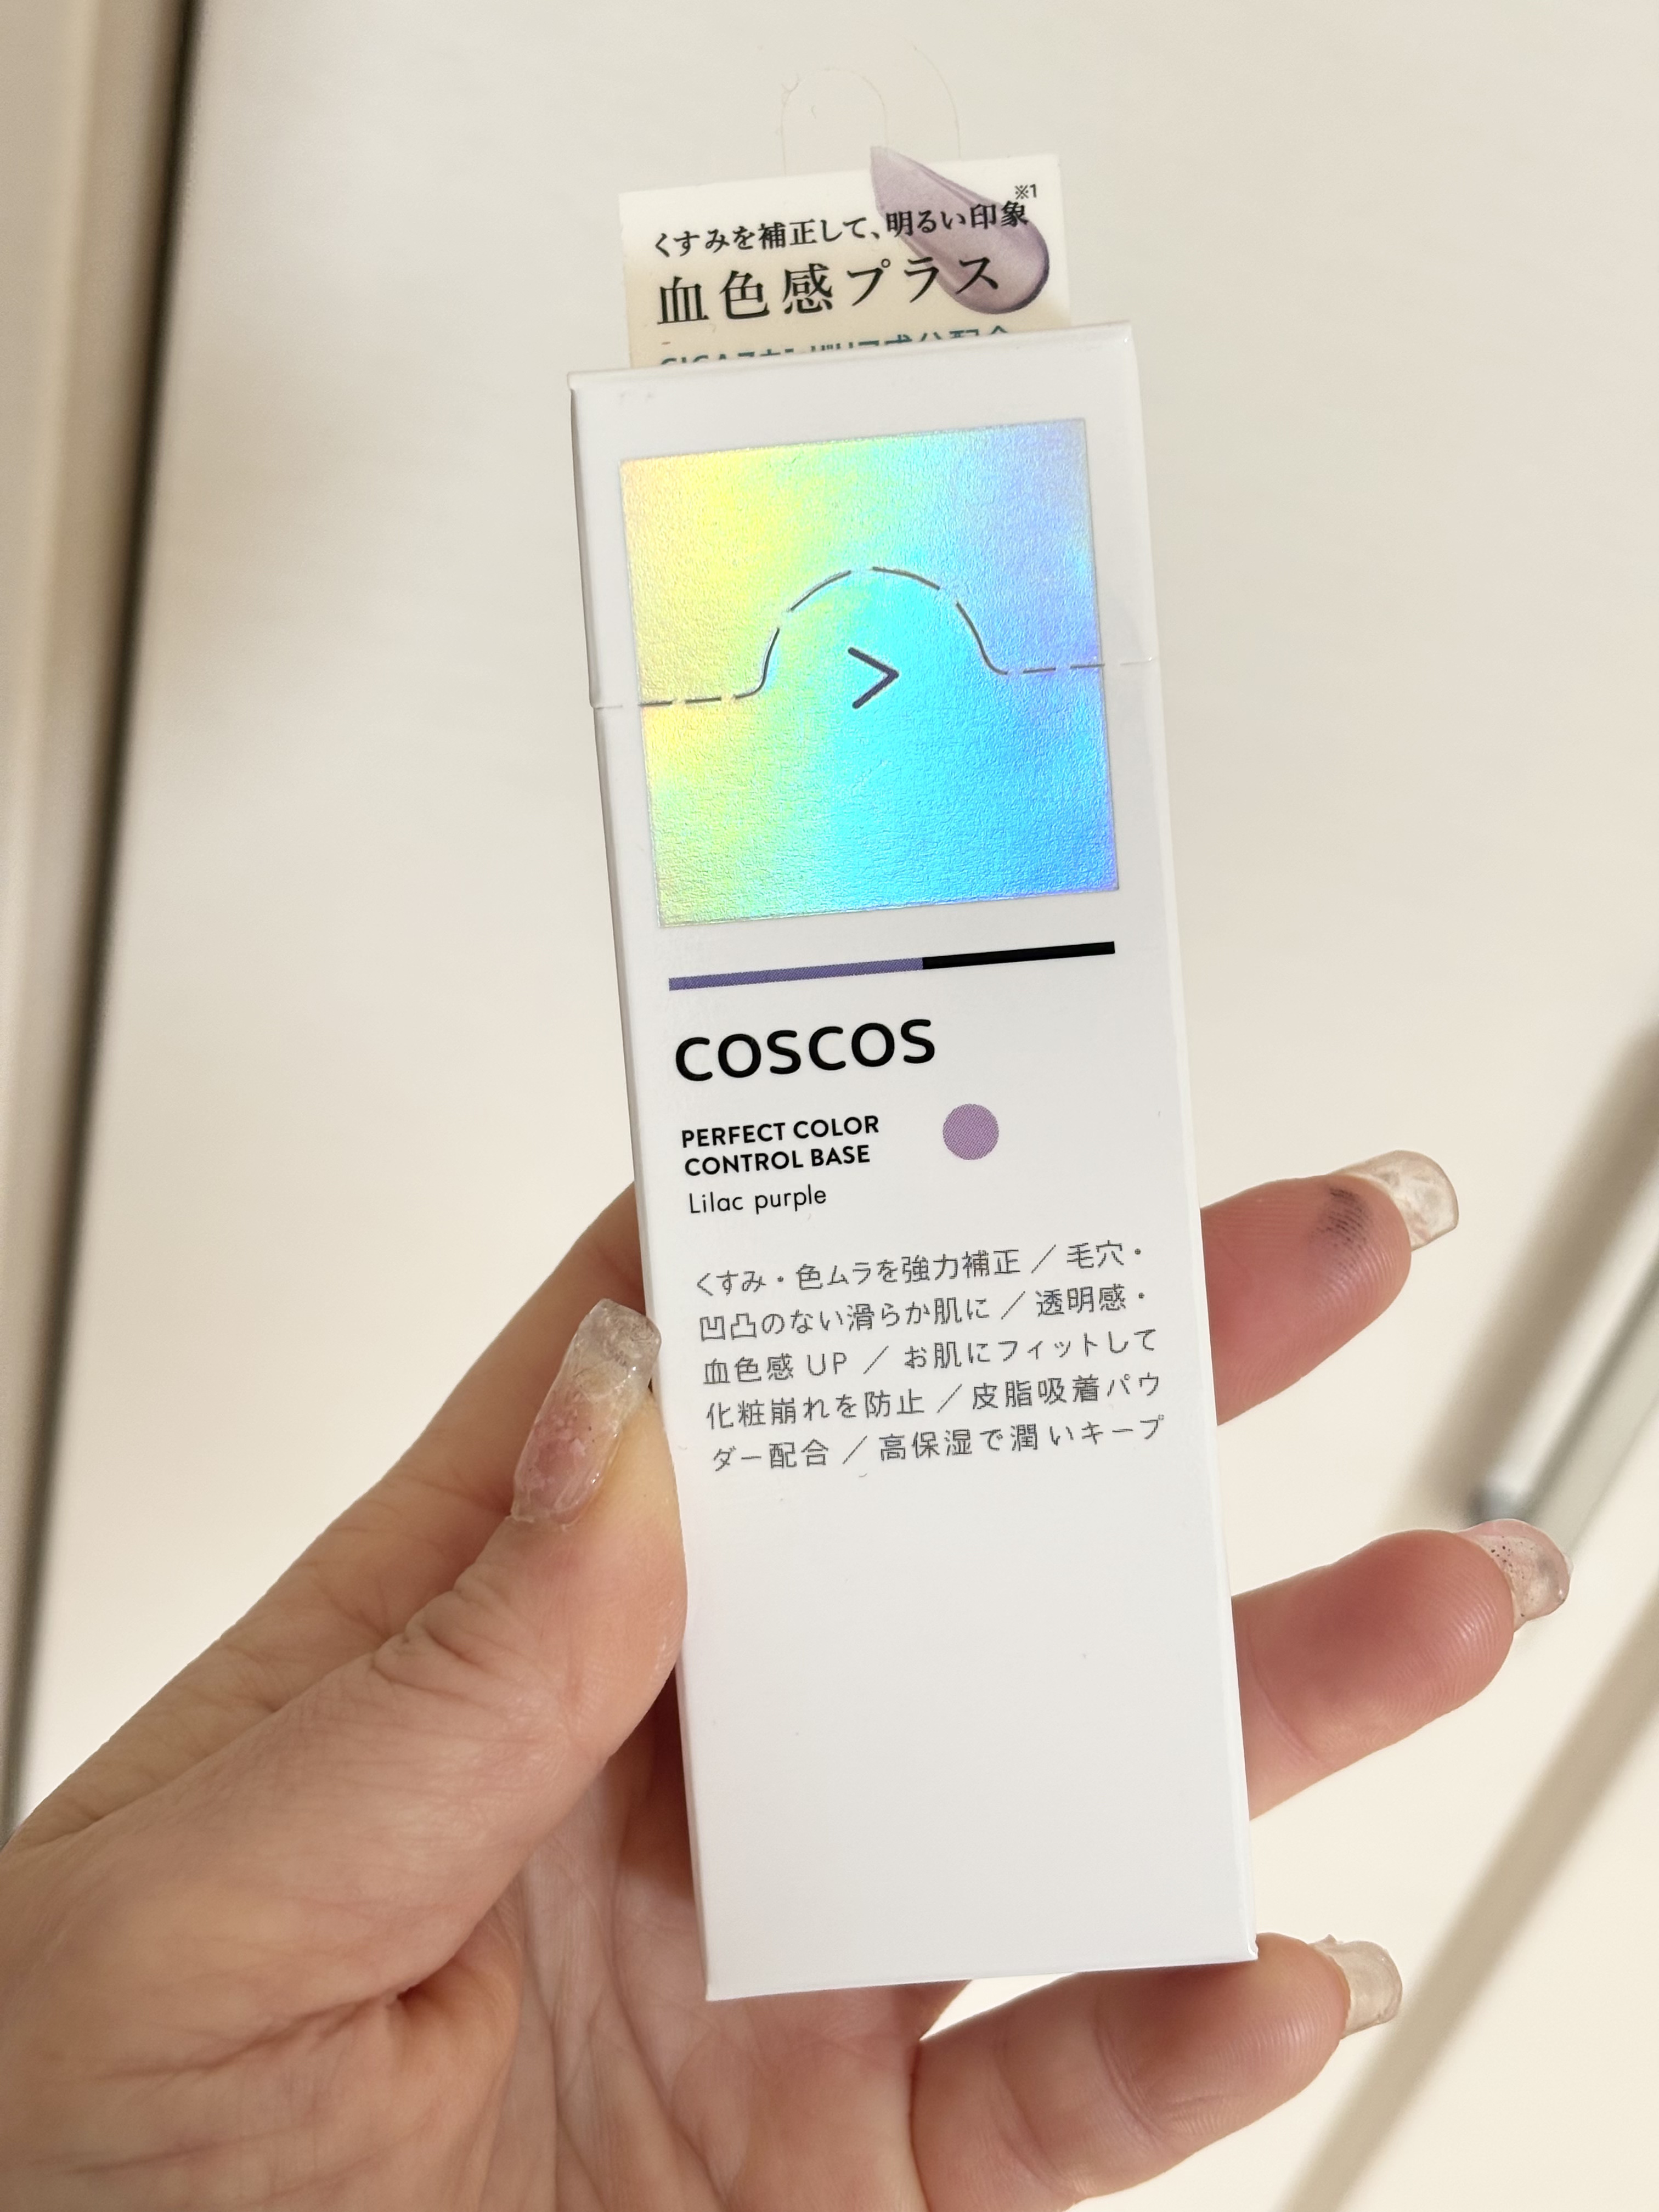 くすみを補正して、明るい印象※1
血色感プラス
COSCOS
PERFECT COLOR
CONTROL BASE
Lilac purple
くすみ・色ムラを強力補正／毛穴・
凹凸のない滑らか肌に／透明感・
血色感 UP ／お肌にフィットして
化粧崩れを防止／皮脂吸着パウ
ダー配合／高保湿で潤いキープ